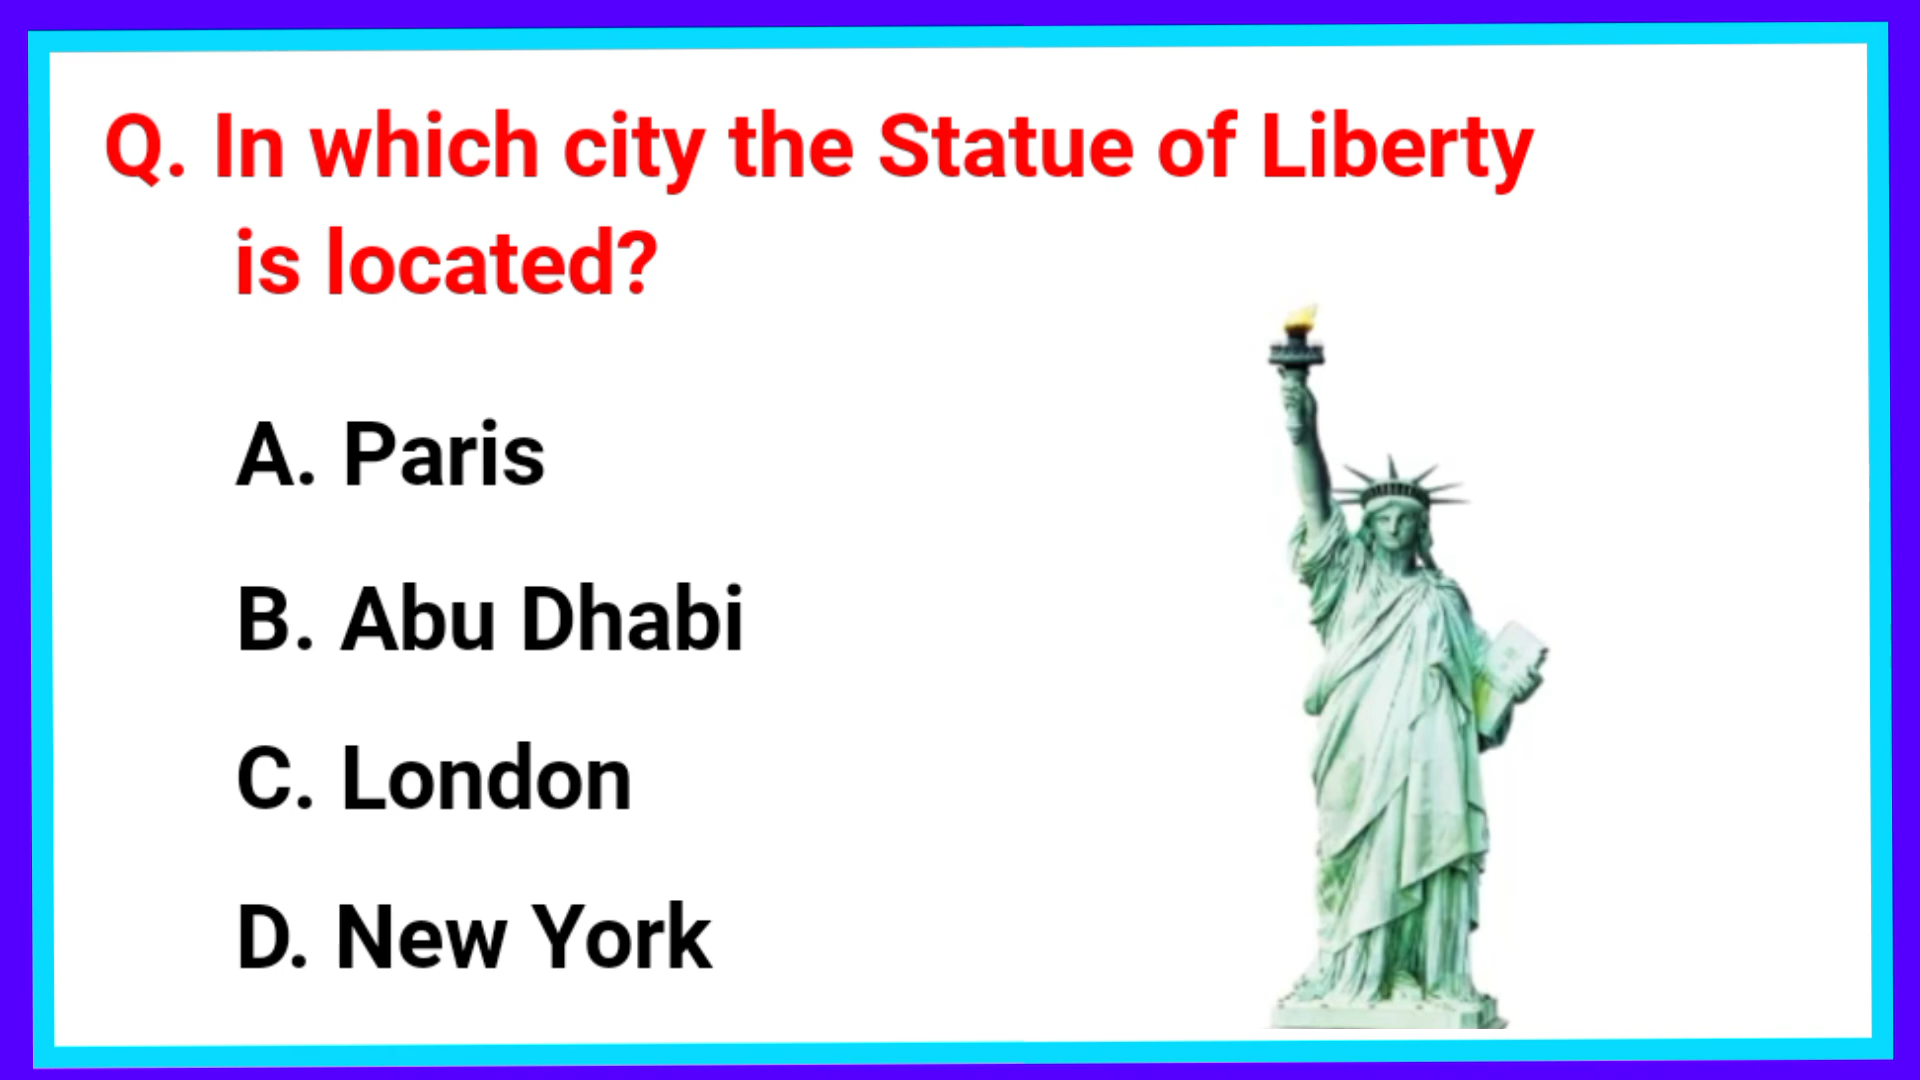 Q. In which city the Statue of Liberty
is located?
A. Paris
B. Abu Dhabi
C. London
D. New York